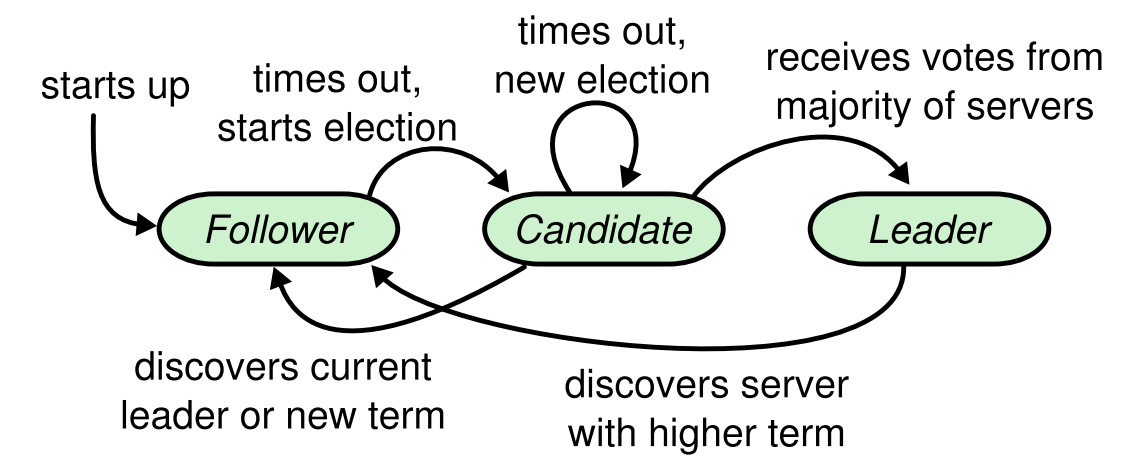 starts up
times out,
starts election
times out,
new election
receives votes from
majority of servers
Follower
Candidate
Leader
discovers current
leader or new term
discovers server
with higher term